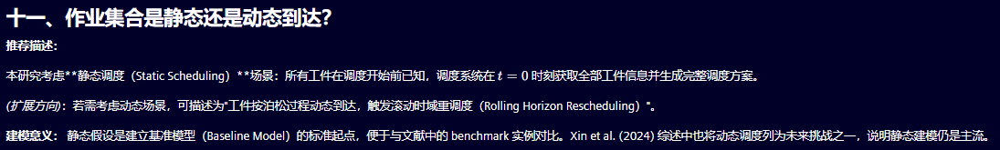 十一、作业集合是静态还是动态到达？
推荐描述：
本研究考虑**静态调度（Static Scheduling）**场景：所有工件在调度开始前已知，调度系统在 t = 0 时刻获取全部工件信息并生成完整调度方案。
(扩展方向)：若需考虑动态场景，可描述为"工件按泊松过程动态到达，触发滚动时域重调度（Rolling Horizon Rescheduling）"。
建模意义： 静态假设是建立基准模型（Baseline Model）的标准起点，便于与文献中的 benchmark 实例对比。Xin et al. (2024) 综述中也将动态调度列为未来挑战之一，说明静态建模仍是主流。